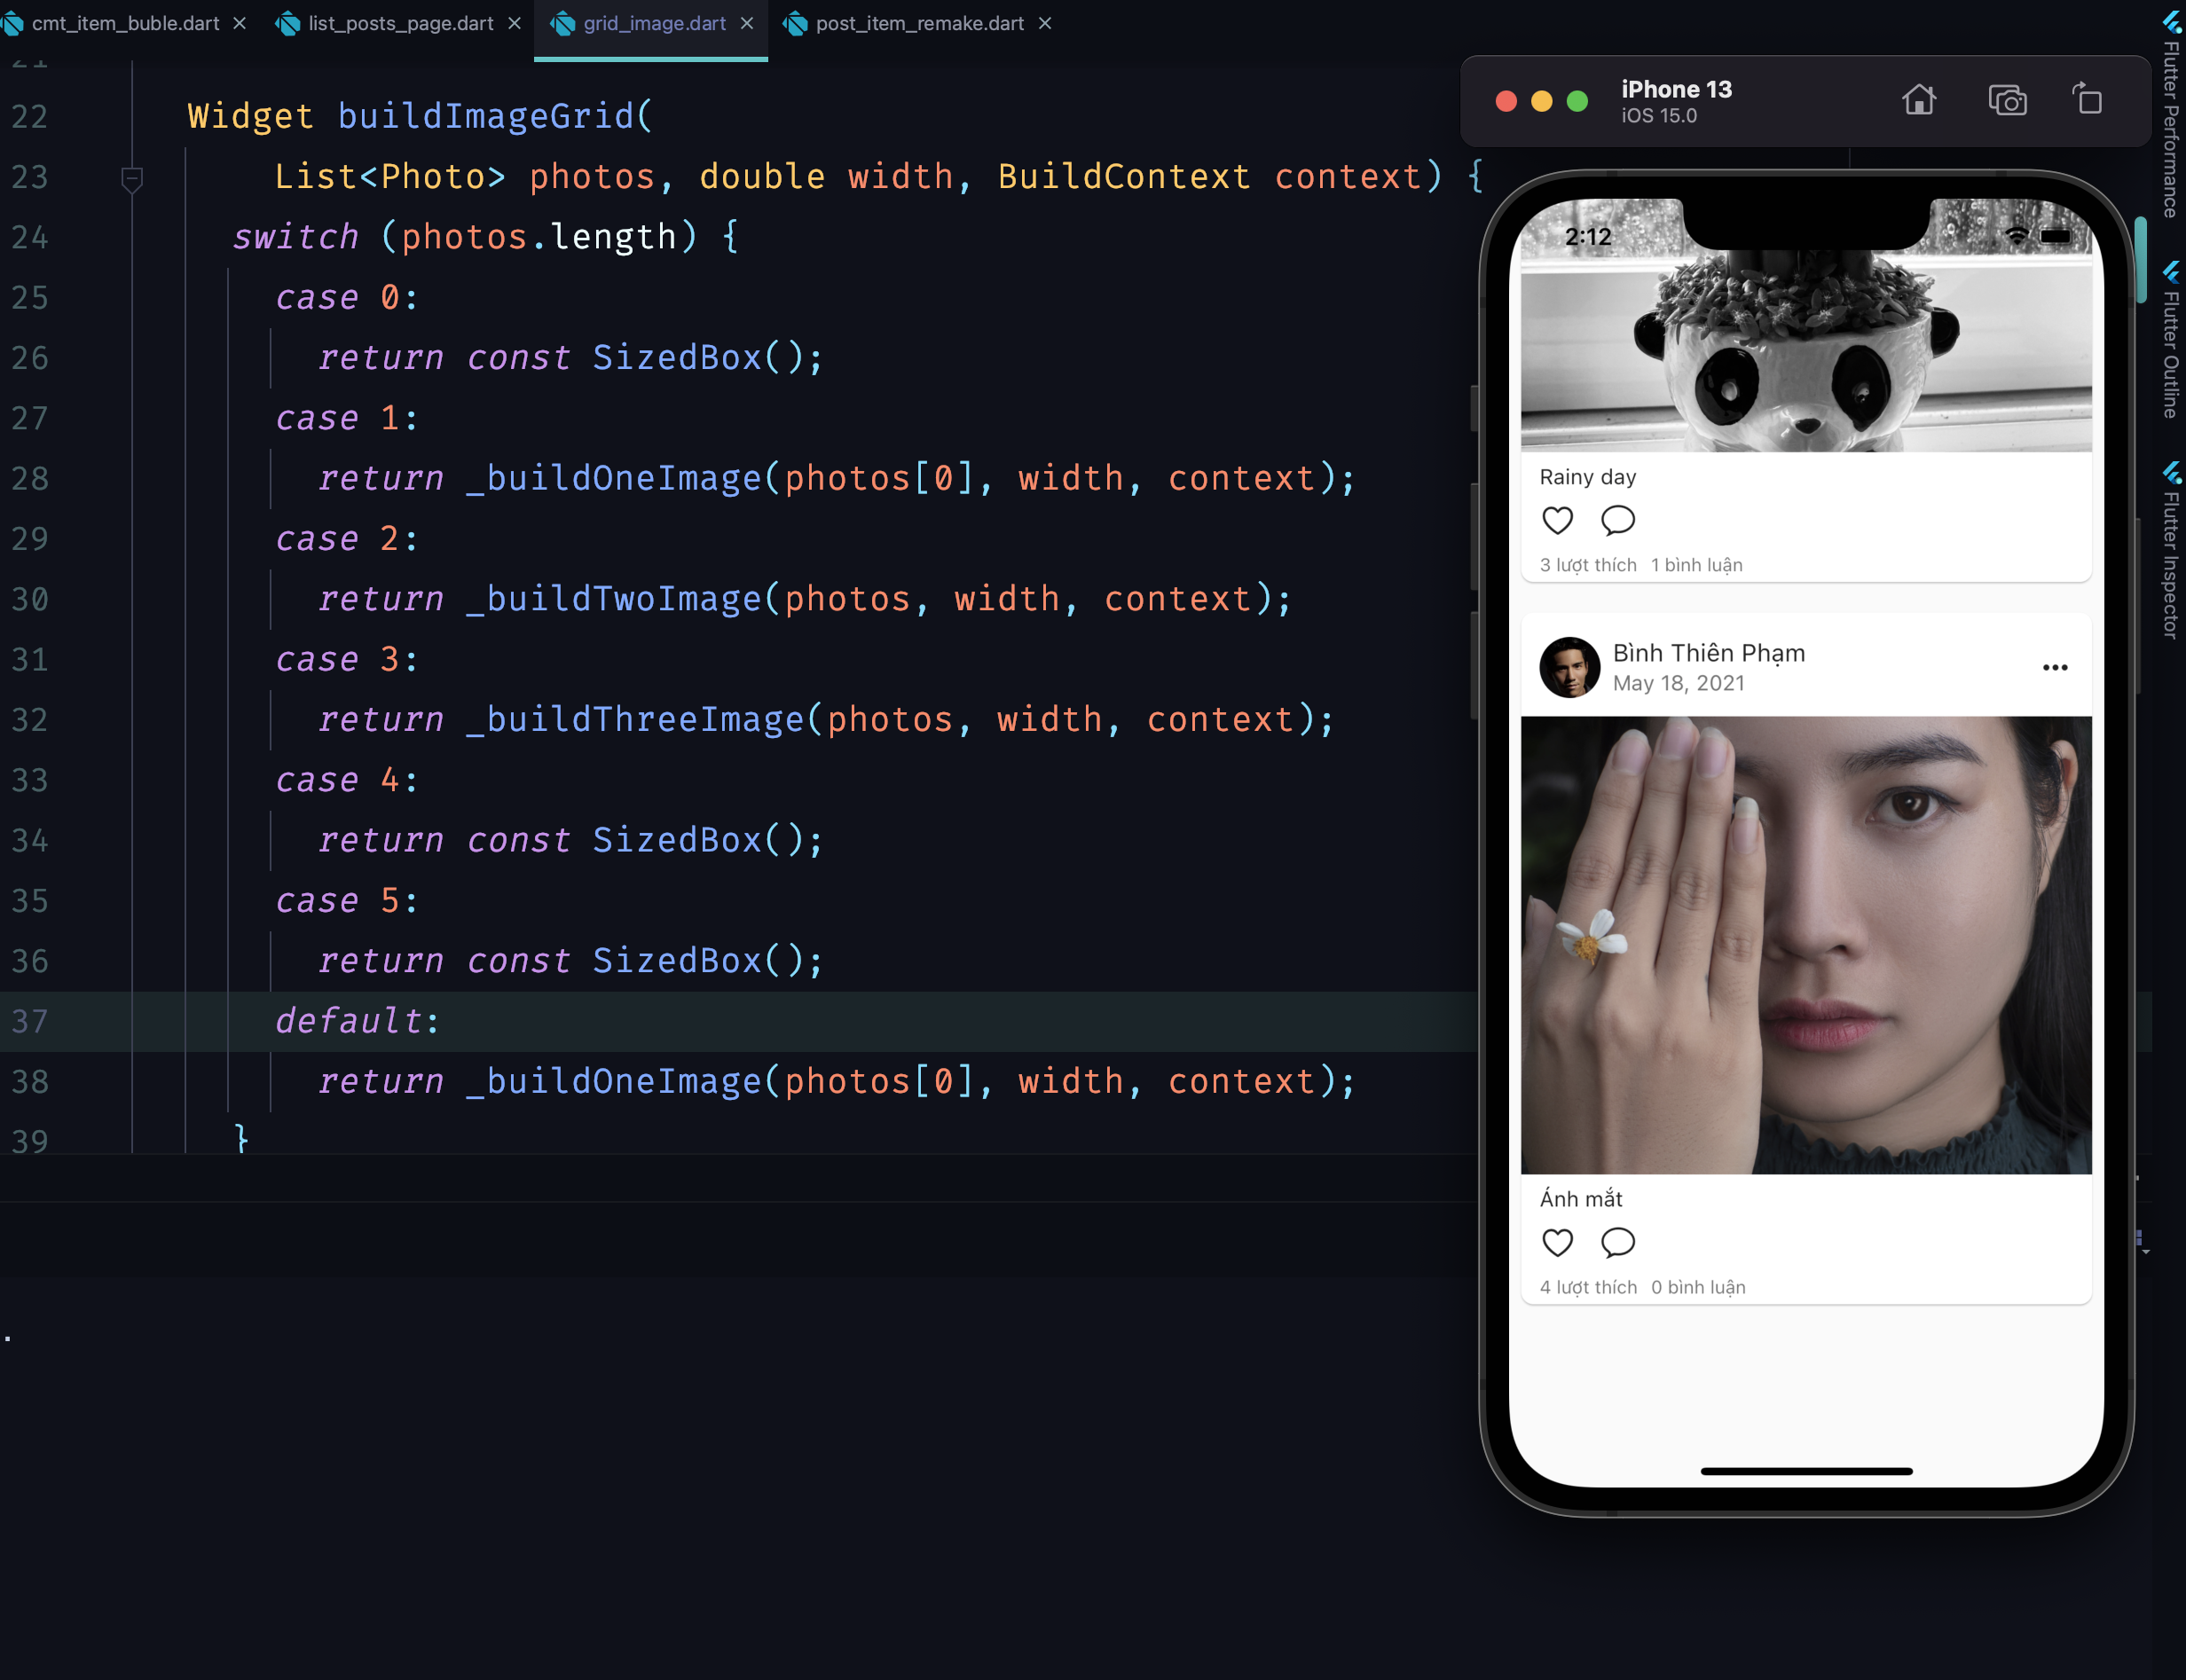 cmt_item_buble.dart
list_posts_page.dart
grid_image.dart
post_item_remake.dart
21
22 Widget buildImageGrid(
23 List<Photo> photos, double width, BuildContext context) {
24 switch (photos.length) {
25 case 0:
26 return const SizedBox();
27 case 1:
28 return _buildOneImage(photos[0], width, context);
29 case 2:
30 return _buildTwoImage(photos, width, context);
31 case 3:
32 return _buildThreeImage(photos, width, context);
33 case 4:
34 return const SizedBox();
35 case 5:
36 return const SizedBox();
37 default:
38 return _buildOneImage(photos[0], width, context);
39 }
.
iPhone 13
iOS 15.0
2:12
Rainy day
3 lượt thích 1 bình luận
Bình Thiên Phạm
May 18, 2021
Ánh mắt
4 lượt thích 0 bình luận
Flutter Performance
Flutter Outline
Flutter Inspector